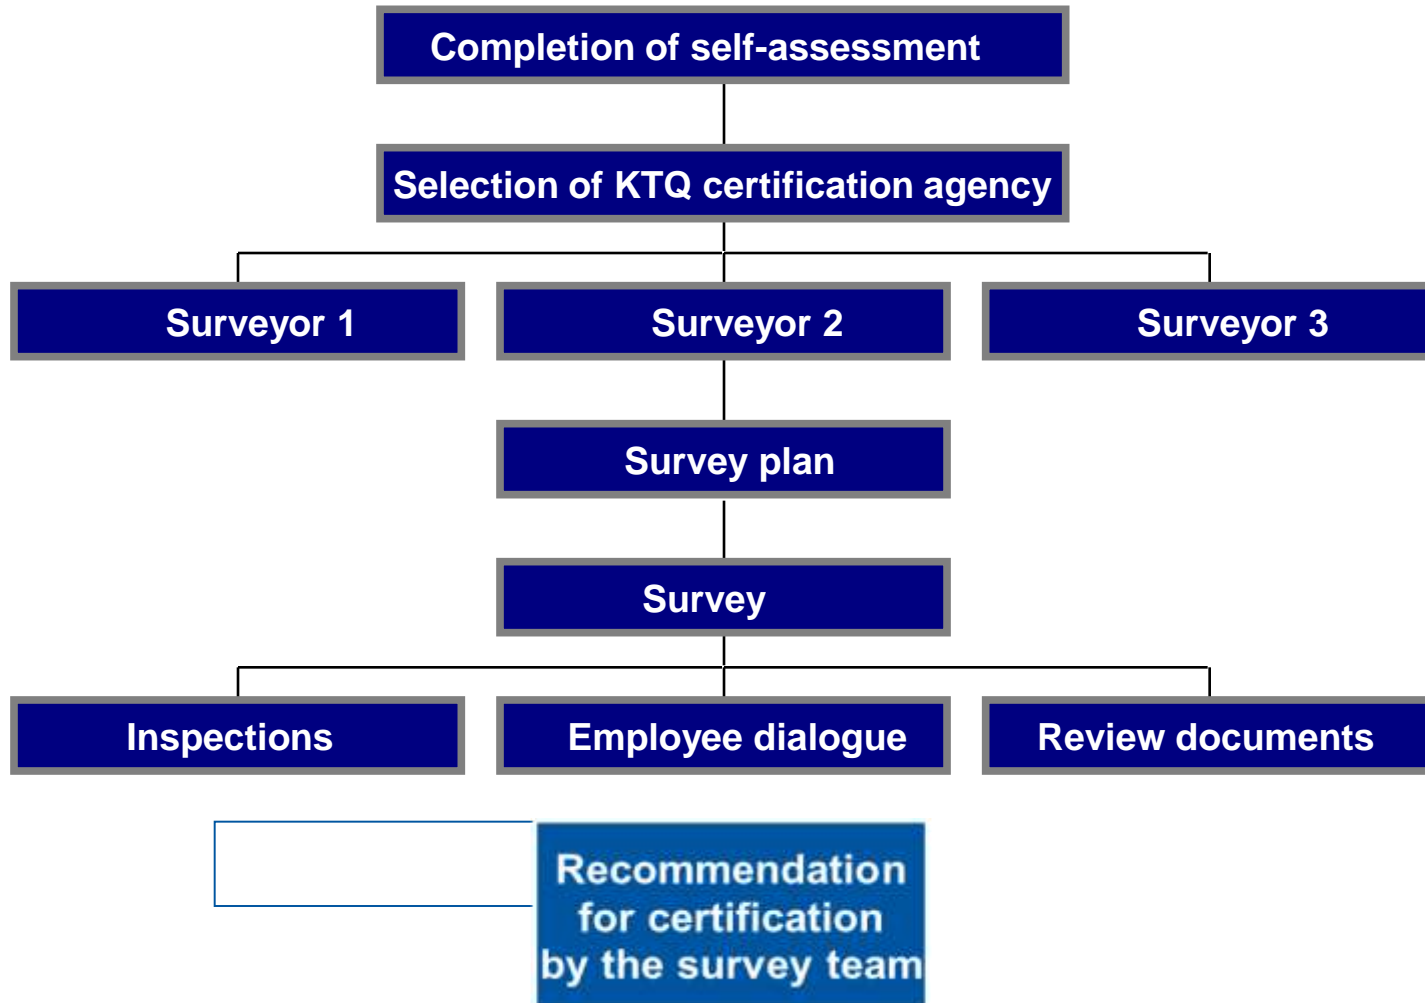 Completion of self-assessment
Selection of KTQ certification agency
Surveyor 1
Surveyor 2
Surveyor 3
Survey plan
Survey
Inspections
Employee dialogue
Review documents
Recommendation
for certification
by the survey team